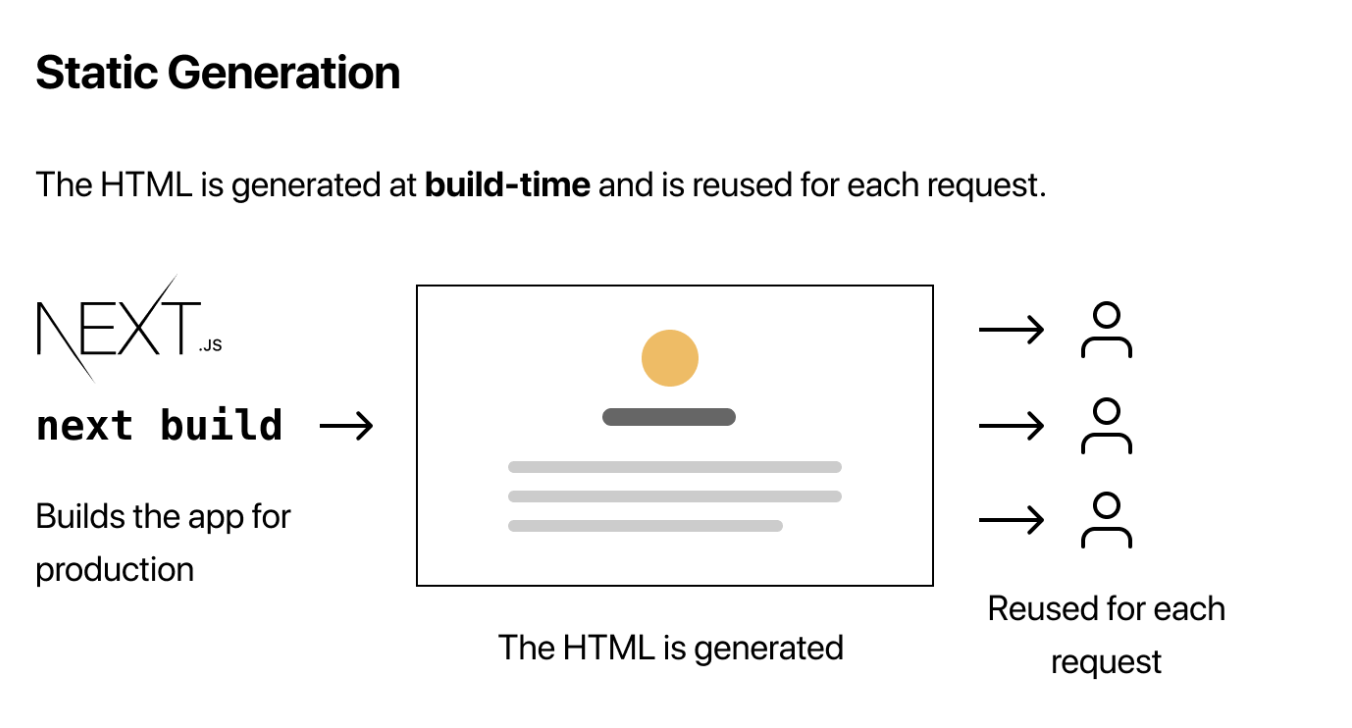 Static Generation
The HTML is generated at build-time and is reused for each request.
NEXT.JS
next build
Builds the app for
production
The HTML is generated
Reused for each
request